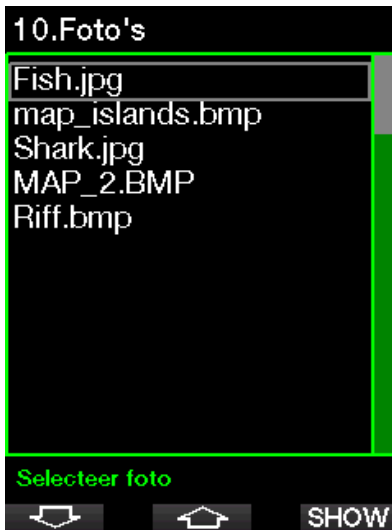 10.Foto's
Fish.jpg
map_islands.bmp
Shark.jpg
MAP_2.BMP
Riff.bmp
Selecteer foto
SHOW